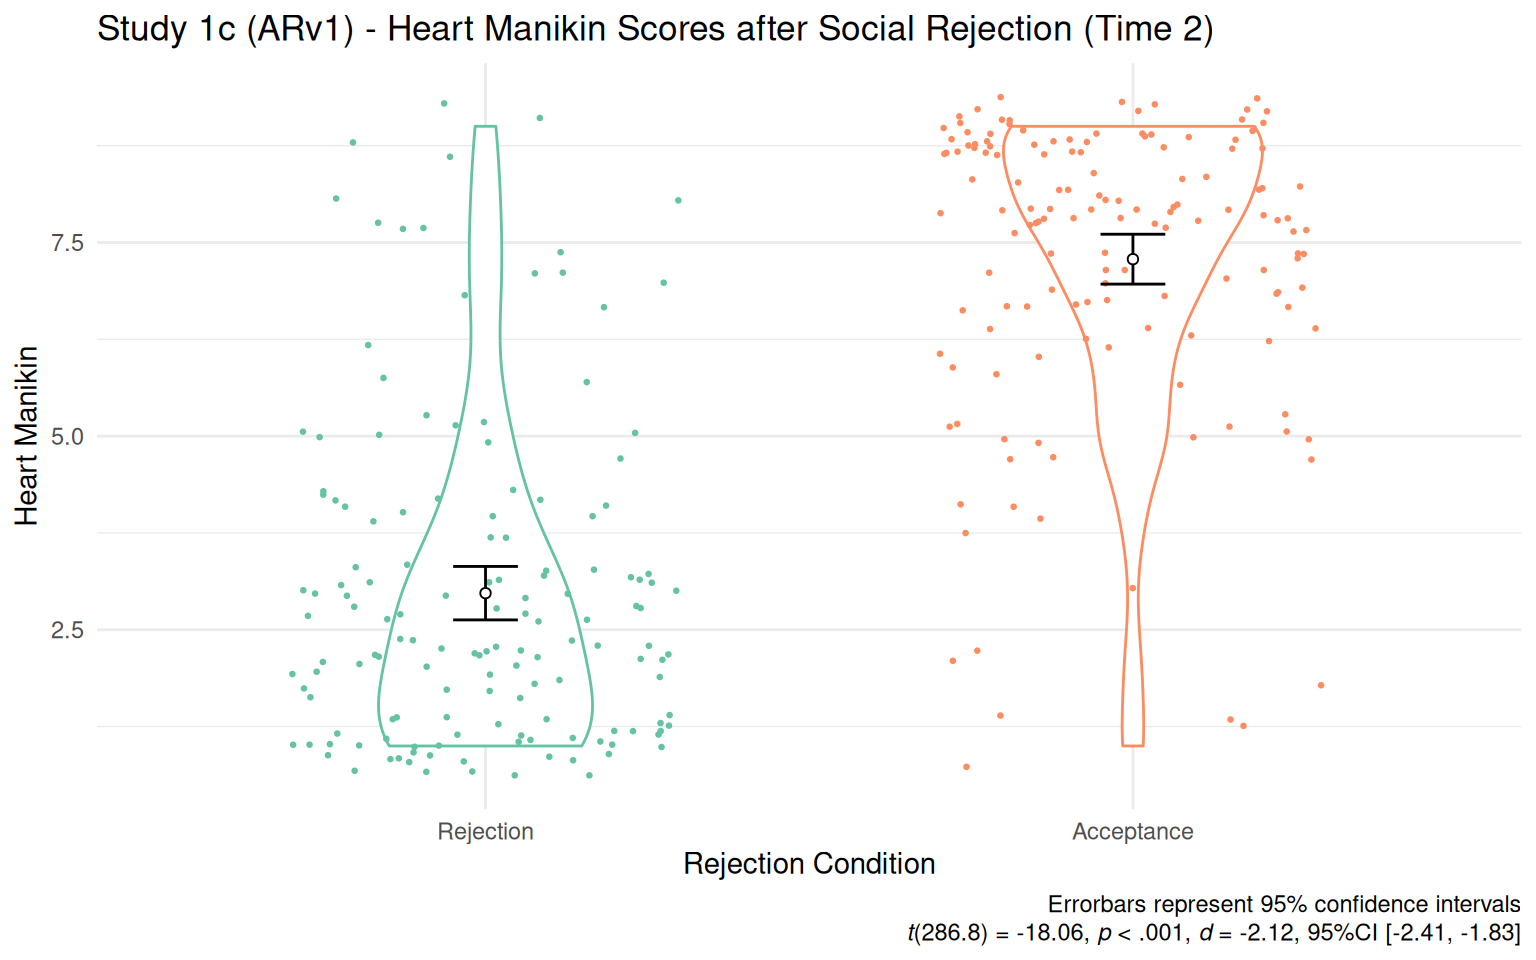 Study 1c (ARv1) - Heart Manikin Scores after Social Rejection (Time 2)
Heart Manikin
7.5
5.0
2.5
Rejection
Acceptance
Rejection Condition
Errorbars represent 95% confidence intervals
t(286.8) = -18.06, p < .001, d = -2.12, 95%CI [-2.41, -1.83]